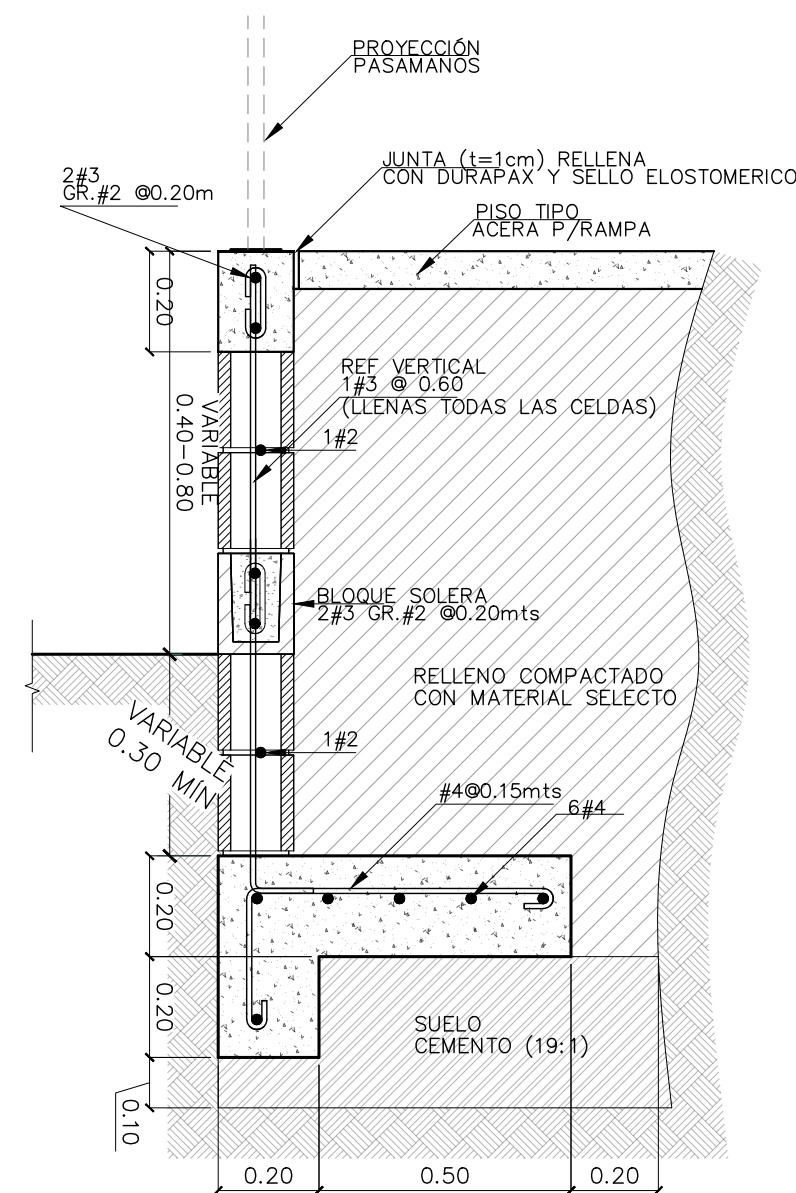 PROYECCIÓN
PASAMANOS
JUNTA (t=1cm) RELLENA
CON DURAPAX Y SELLO ELOSTOMERICO
2#3
GR.#2 @0.20m
PISO TIPO
ACERA P/RAMPA
0.20
REF VERTICAL
1#3 @ 0.60
(LLENAS TODAS LAS CELDAS)
VARIABLE
0.40-0.80
1#2
BLOQUE SOLERA
2#3 GR.#2 @0.20mts
RELLENO COMPACTADO
CON MATERIAL SELECTO
VARIABLE
0.30 MÍN
1#2
#4@0.15mts
6#4
0.20
0.20
SUELO
CEMENTO (19:1)
0.10
0.20
0.50
0.20